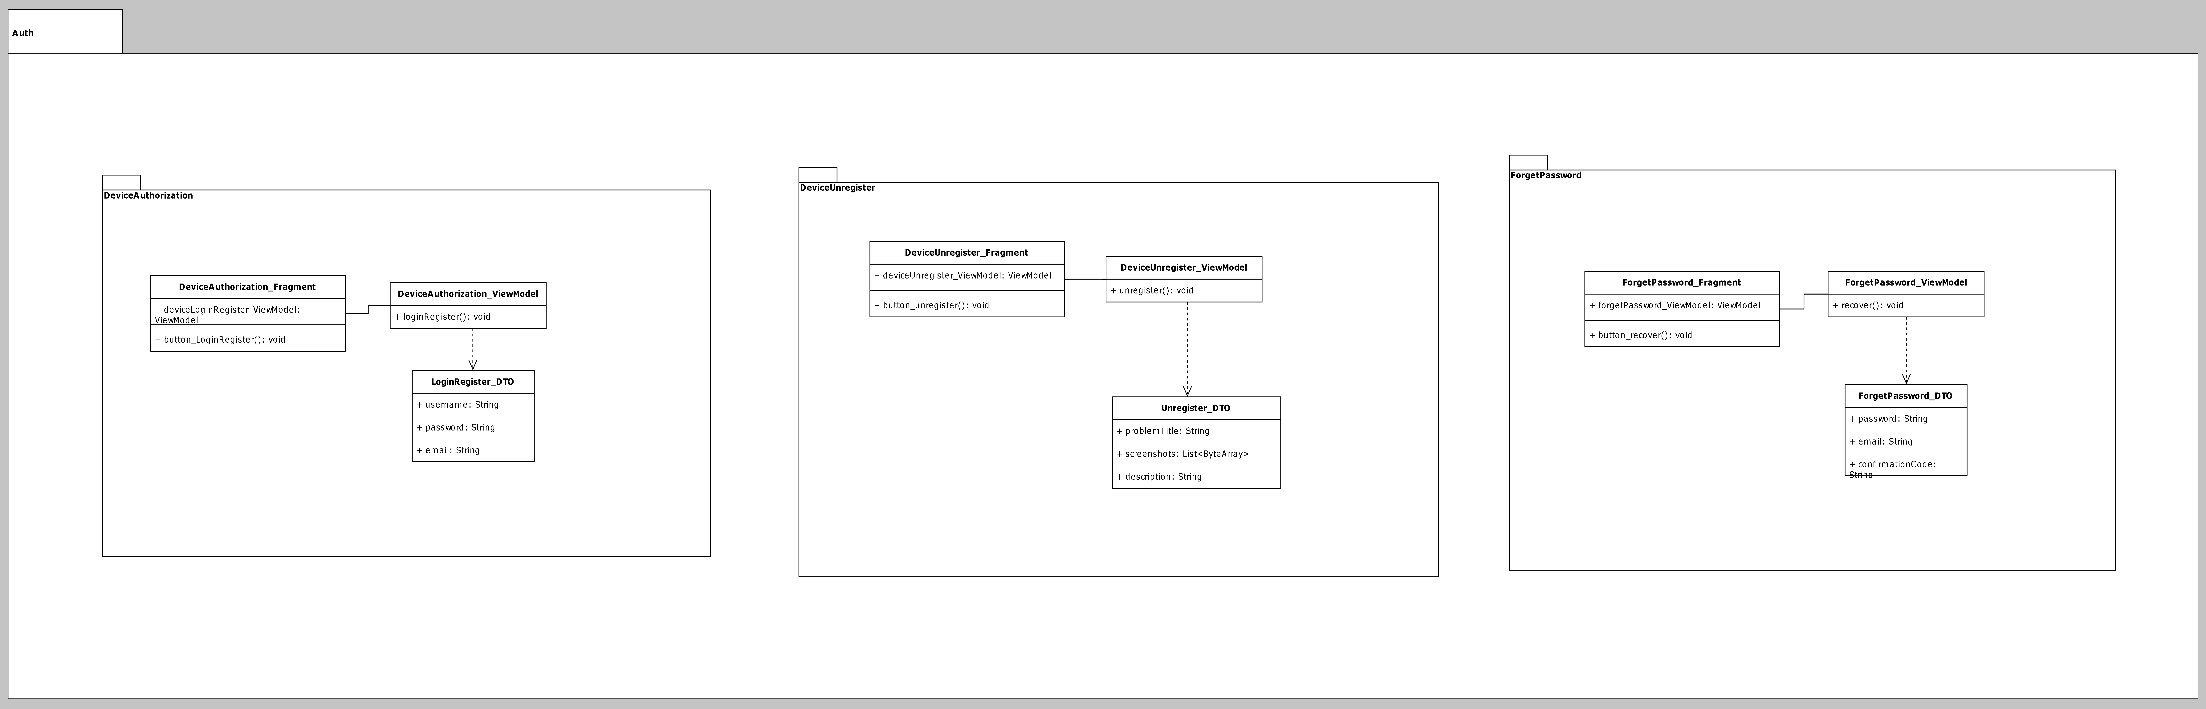 Auth
DeviceAuthorization
DeviceAuthorization_Fragment
+ deviceLoginRegister_ViewModel:
ViewModel
+ button_LoginRegister(): void
DeviceAuthorization_ViewModel
+ loginRegister(): void
LoginRegister_DTO
+ username: String
+ password: String
+ email: String
DeviceUnregister
DeviceUnregister_Fragment
+ deviceUnregister_ViewModel: ViewModel
+ button_unregister(): void
DeviceUnregister_ViewModel
+ unregister(): void
Unregister_DTO
+ problemTitle: String
+ screenshots: List<ByteArray>
+ description: String
ForgetPassword
ForgetPassword_Fragment
+ forgetPassword_ViewModel: ViewModel
+ button_recover(): void
ForgetPassword_ViewModel
+ recover(): void
ForgetPassword_DTO
+ password: String
+ email: String
+ confirmationCode:
String